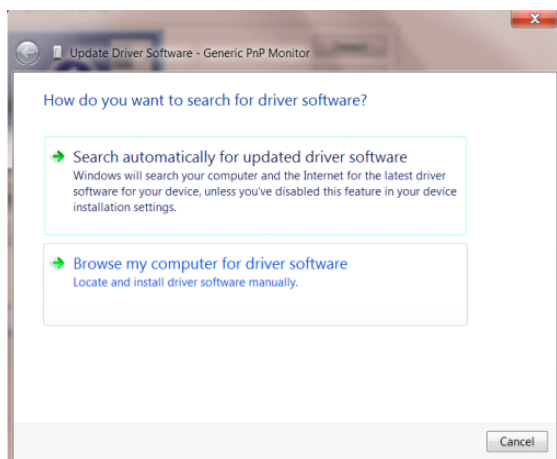 Update Driver Software - Generic PnP Monitor
How do you want to search for driver software?
Search automatically for updated driver software
Windows will search your computer and the Internet for the latest driver
software for your device, unless you've disabled this feature in your device
installation settings.
Browse my computer for driver software
Locate and install driver software manually.
Cancel